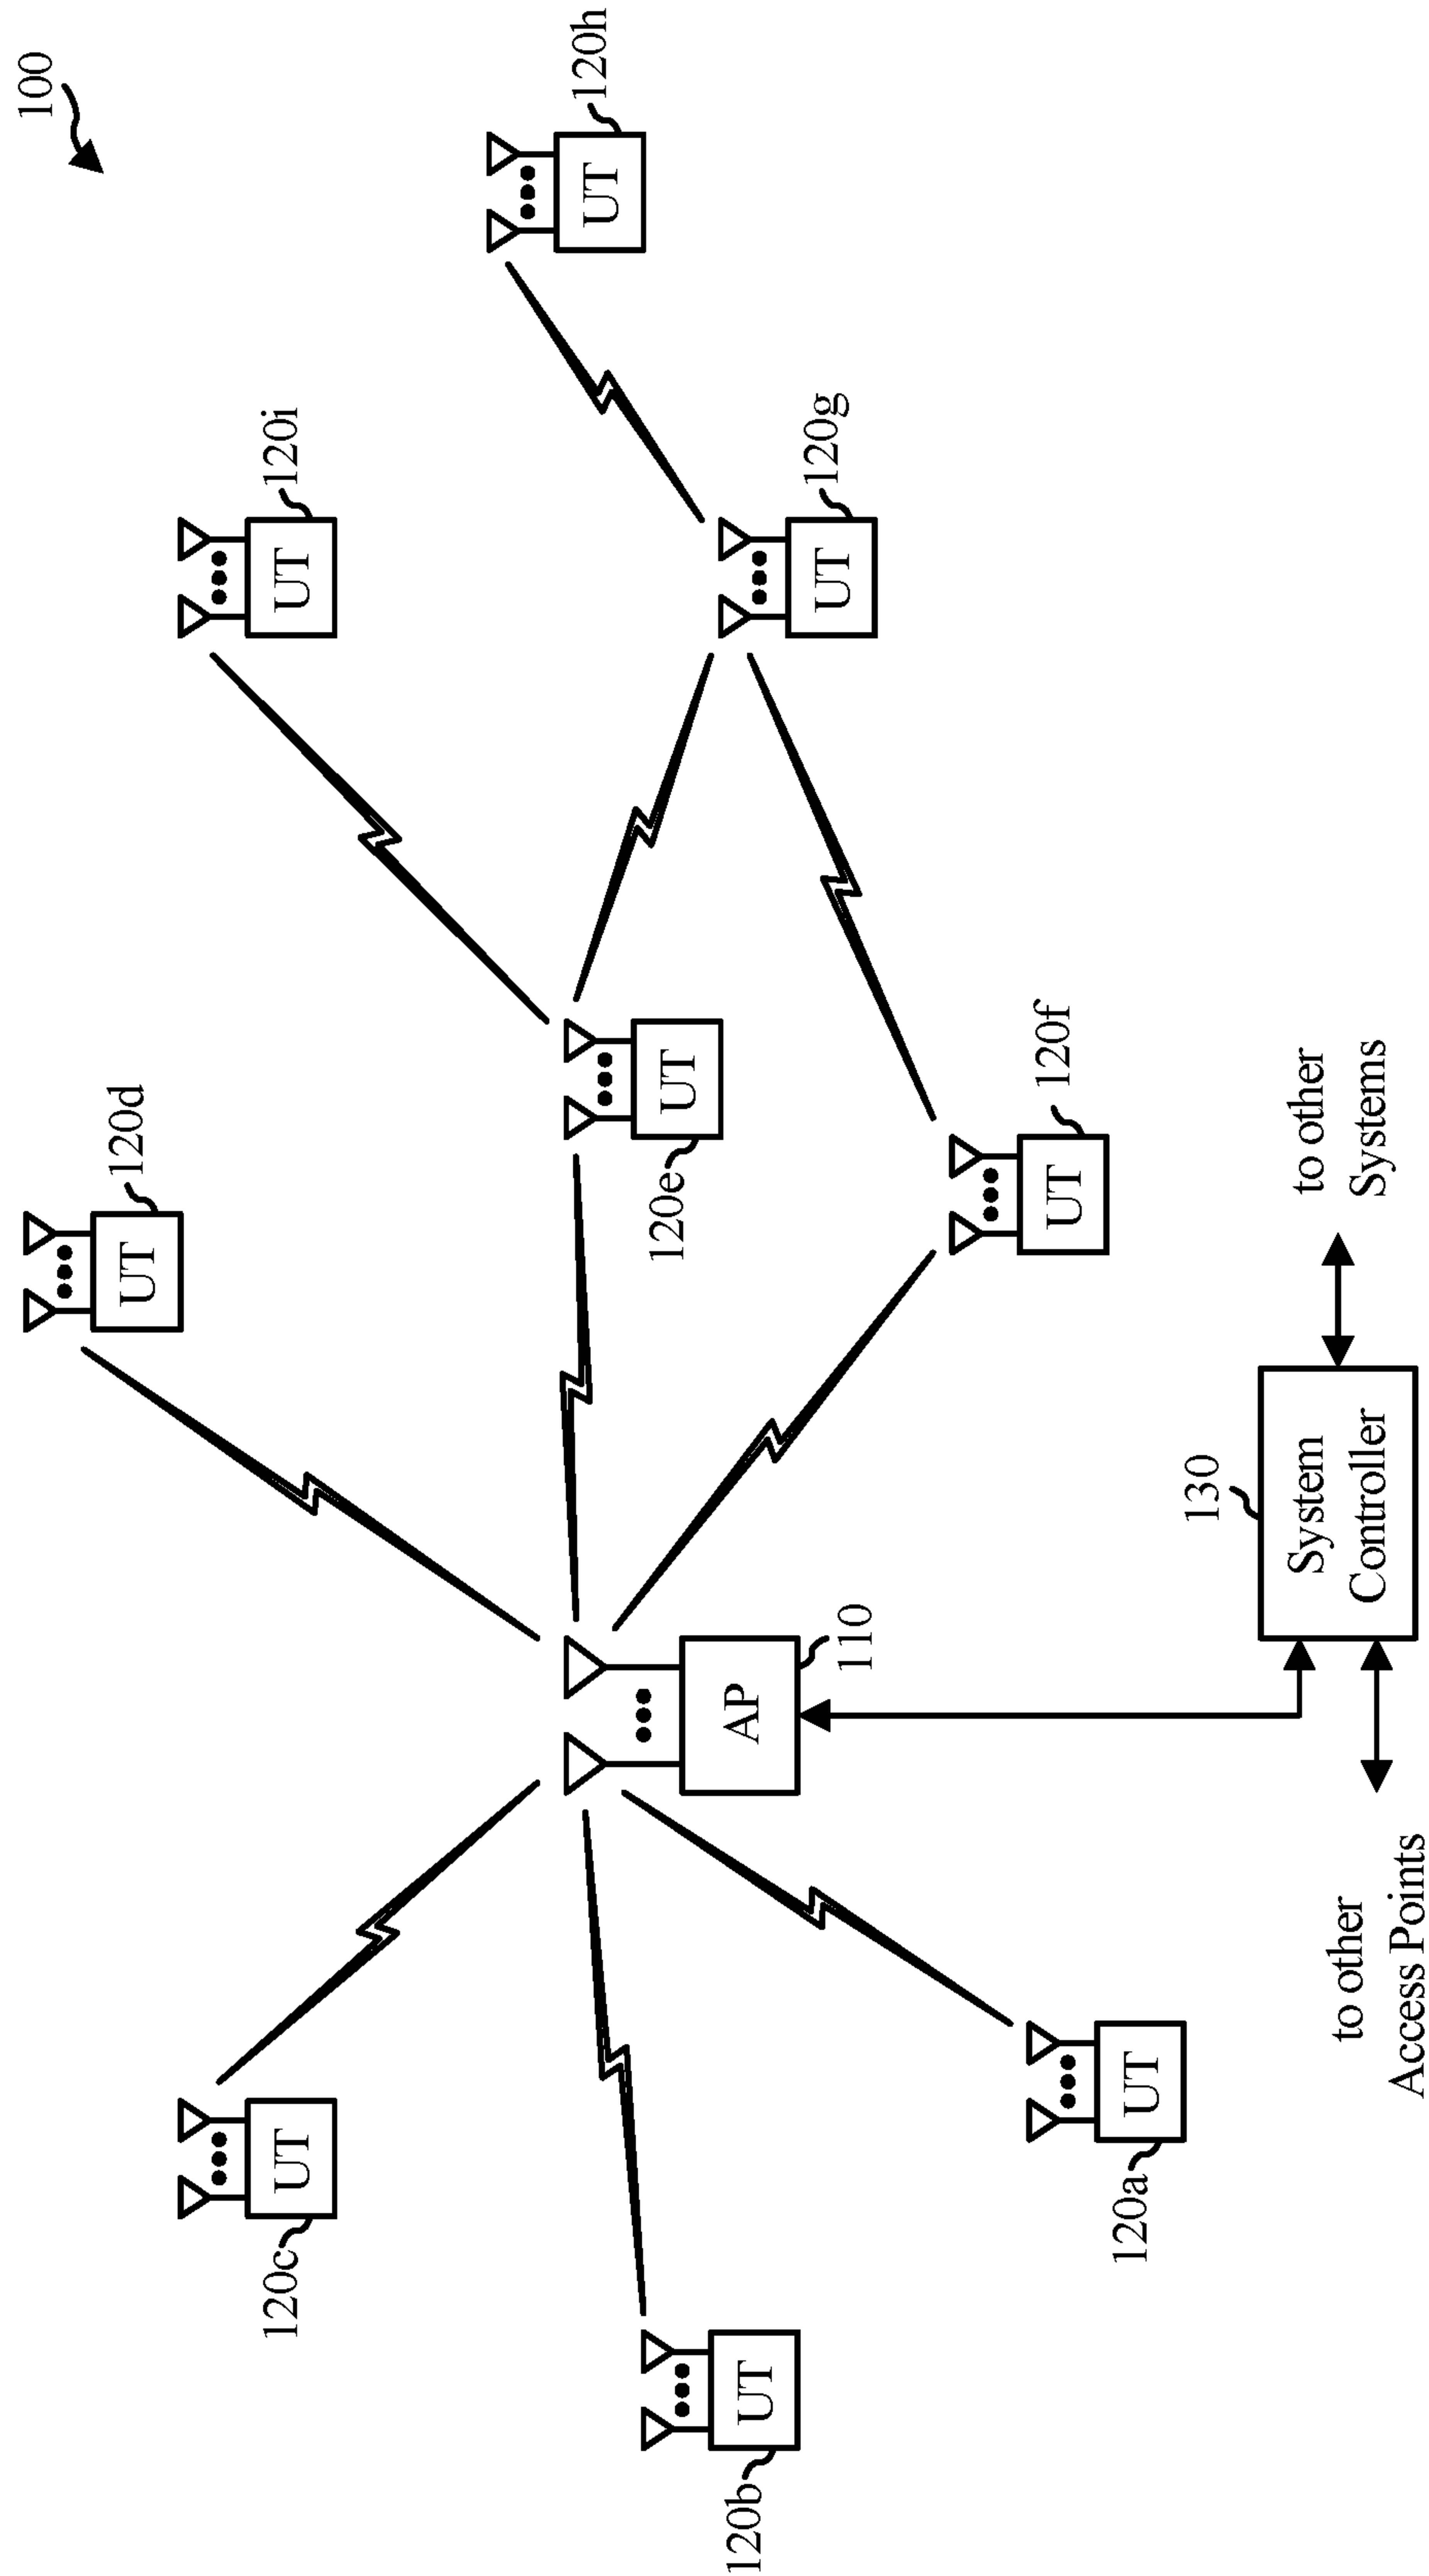 100
120d
UT
120i
UT
120c
UT
120h
UT
120e
UT
AP
110
120g
UT
120b
UT
120f
UT
120a
UT
130
System
Controller
to other
Systems
to other
Access Points